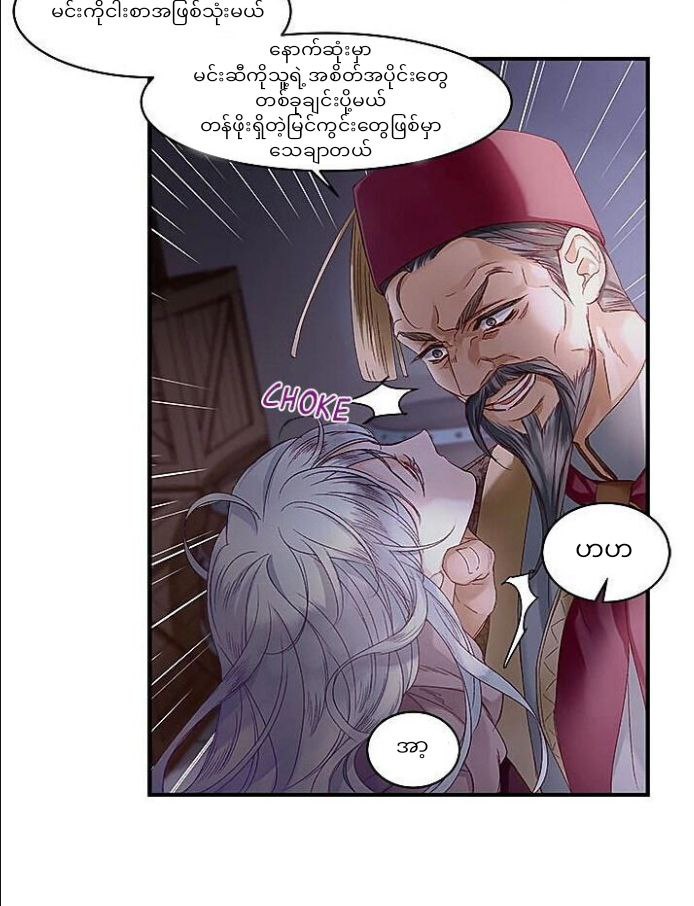 မင်းကိုငါးစာအဖြစ်သုံးမယ်
နောက်ဆုံးမှာ
မင်းဆီကိုသူ့ရဲ့အစိတ်အပိုင်းတွေ
တစ်ခုချင်းပို့မယ်
တန်ဖိုးရှိတဲ့မြင်ကွင်းတွေဖြစ်မှာ
သေချာတယ်
CHOKE
ဟာဟာ
အာ့